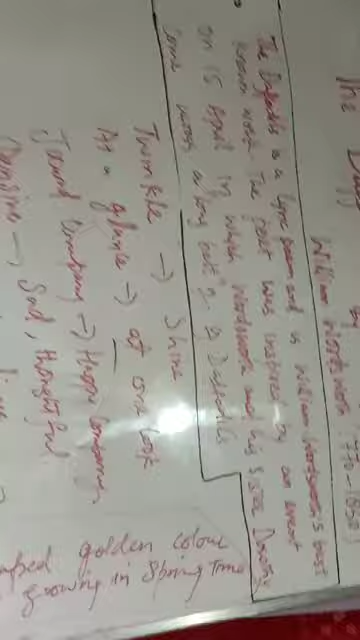 The Daff
by
William Wordsworth 1770-1850)
The Daffodils is a lyric poem and is William Wordsworth's best
known work. The poet was inspired by an event
on 15 April in which Wordsworth and his sister Dorothy
came across a long belt" of Daffodils
Twinkle → Shine
At a glance → at one look
Jocund Company → Happy company
Pensive → Sad, thoughtful
golden colour
growing in Spring Time